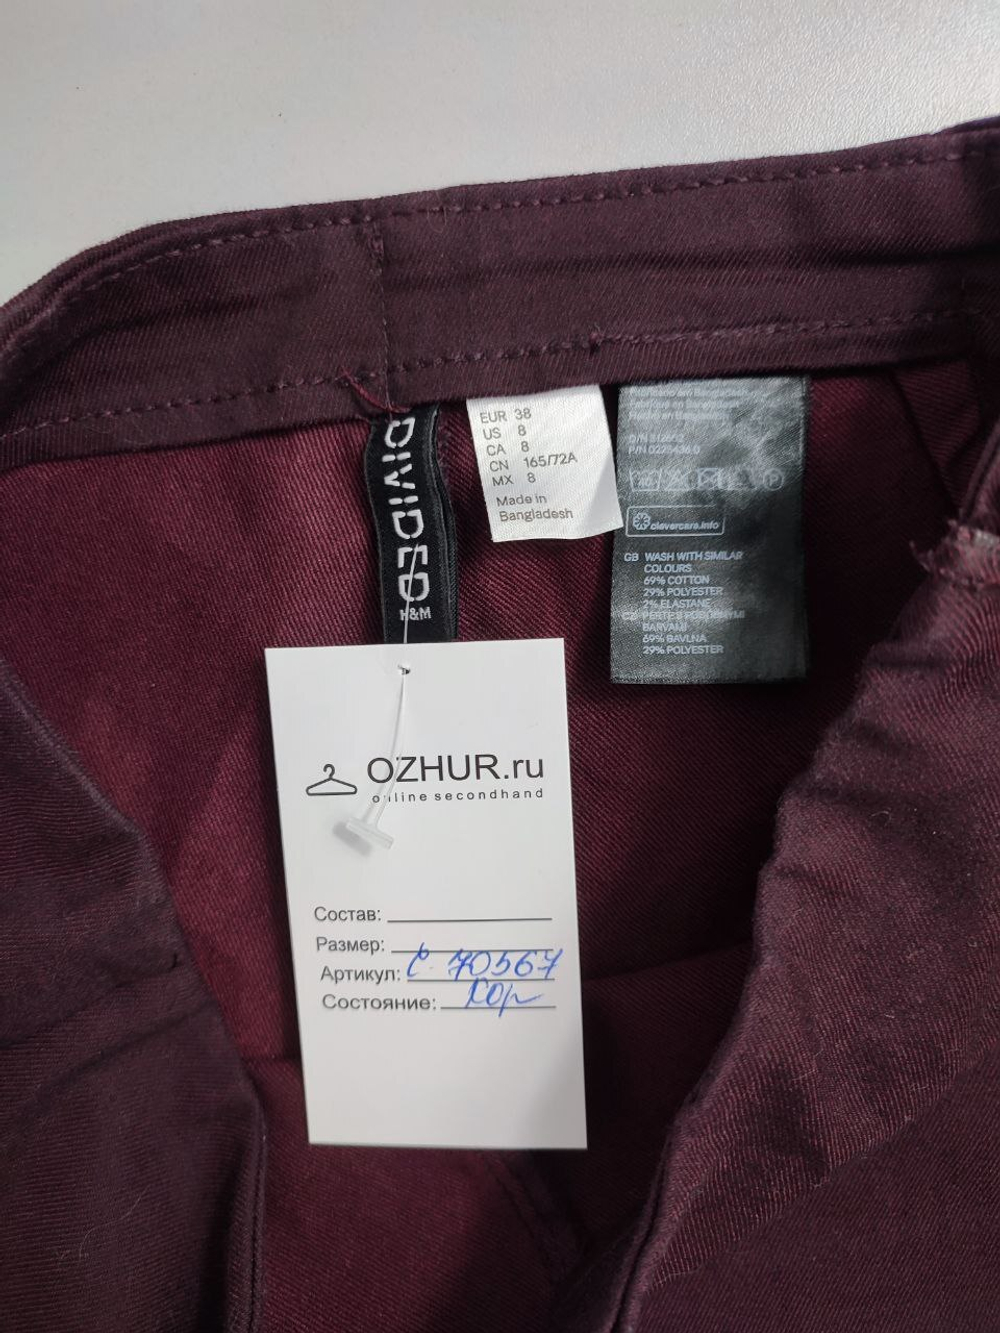 DIVIDED
H&M
EUR 38
US 8
CA 8
CN 165/72A
MX 8
Made in
Bangladesh
clevercare.info
GB WASH WITH SIMILAR
COLOURS
69% COTTON
29% POLYESTER
2% ELASTANE
BARVAMI
69% BAVLNA
29% POLYESTER
OZHUR.ru
online secondhand
Состав:
Размер:
Артикул: С 70567
Состояние: Хор